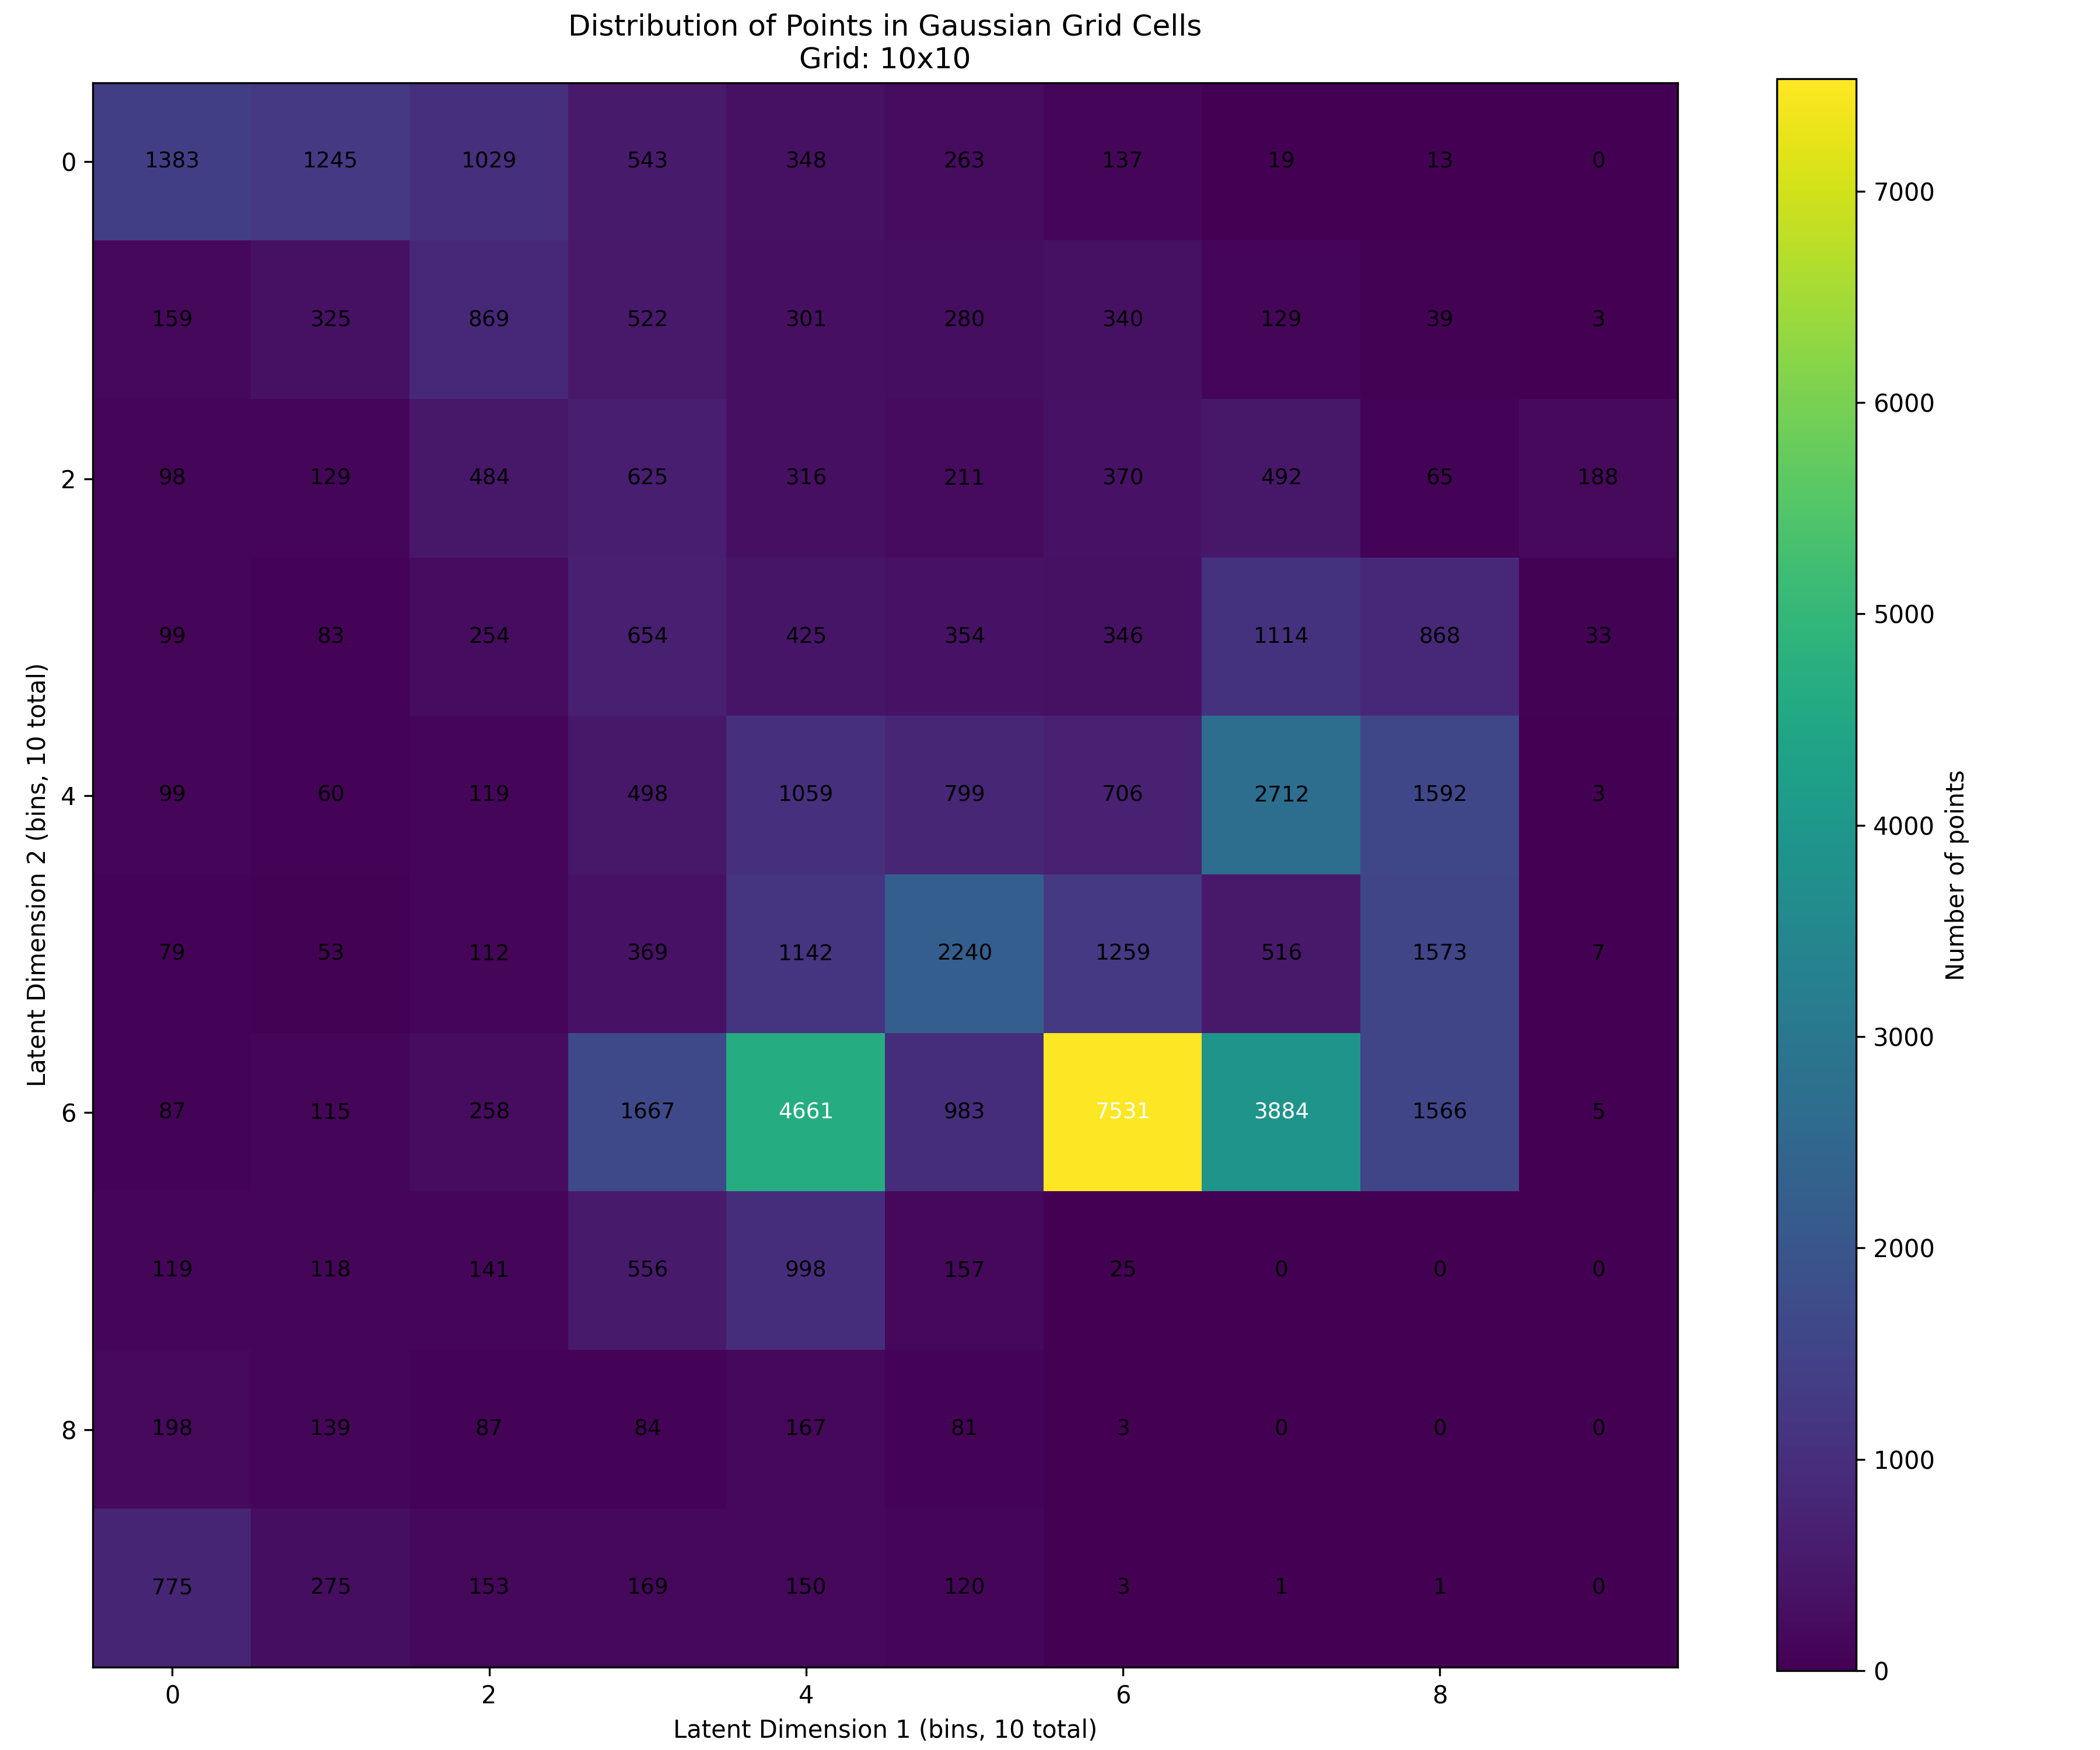 Distribution of Points in Gaussian Grid Cells
Grid: 10x10
0 1383 1245 1029 543 348 263 137 19 13 0
159 325 869 522 301 280 340 129 39 3
2 98 129 484 625 316 211 370 492 65 188
99 83 254 654 425 354 346 1114 868 33
4 99 60 119 498 1059 799 706 2712 1592 3
79 53 112 369 1142 2240 1259 516 1573 7
6 87 115 258 1667 4661 983 7531 3884 1566 5
119 118 141 556 998 157 25 0 0 0
8 198 139 87 84 167 81 3 0 0 0
775 275 153 169 150 120 3 1 1 0
0 2 4 6 8
Latent Dimension 1 (bins, 10 total)
Latent Dimension 2 (bins, 10 total)
7000
6000
5000
4000
3000
2000
1000
0
Number of points